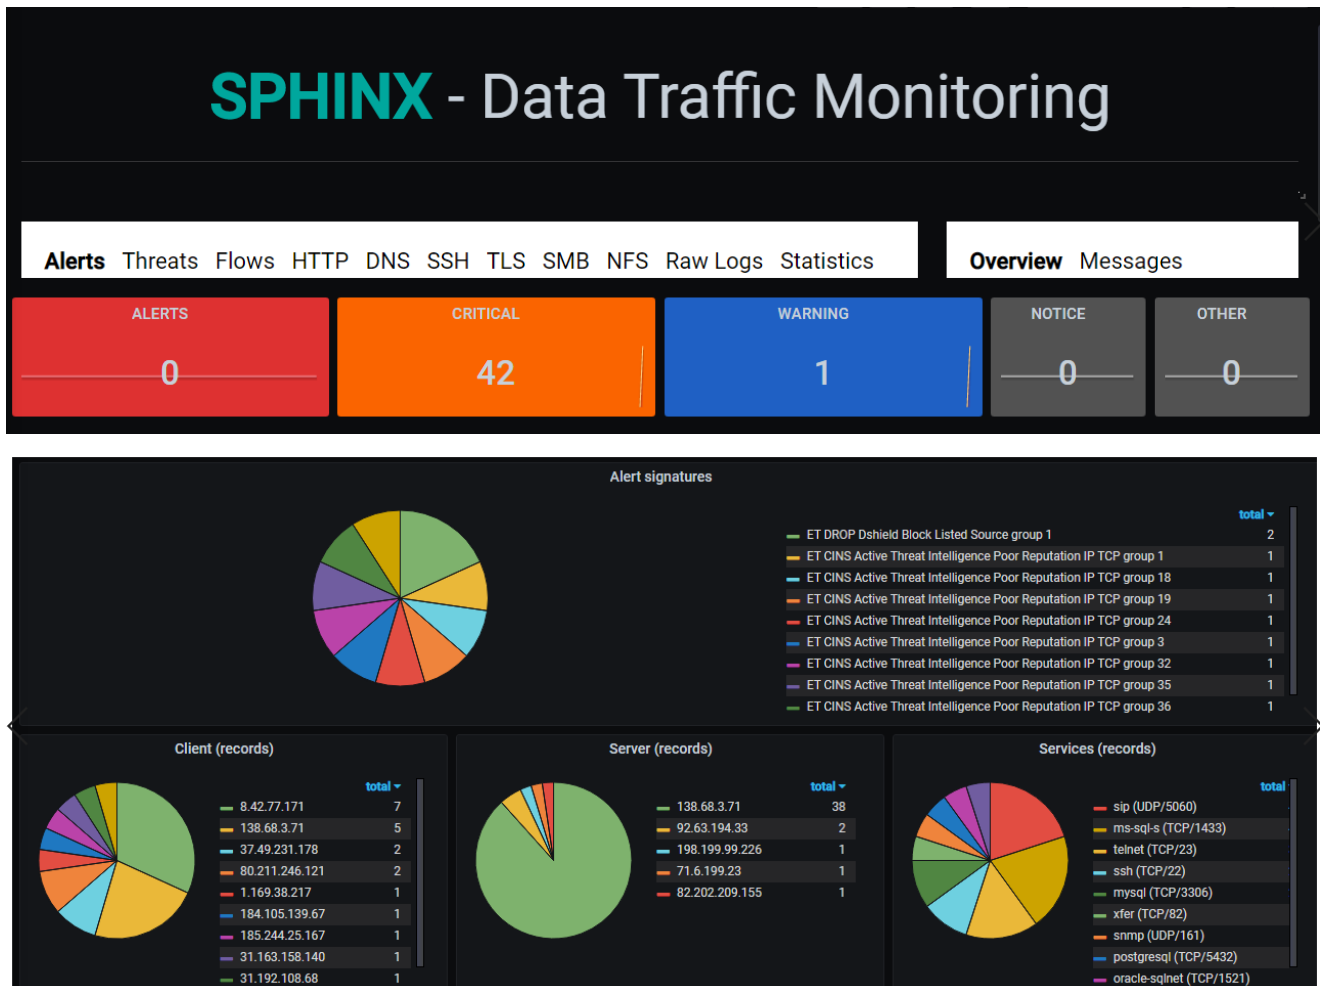 SPHINX - Data Traffic Monitoring
Alerts Threats Flows HTTP DNS SSH TLS SMB NFS Raw Logs Statistics
Overview Messages
ALERTS
0
CRITICAL
42
WARNING
1
NOTICE
0
OTHER
0
Alert signatures
total
ET DROP Dshield Block Listed Source group 1 2
ET CINS Active Threat Intelligence Poor Reputation IP TCP group 1 1
ET CINS Active Threat Intelligence Poor Reputation IP TCP group 18 1
ET CINS Active Threat Intelligence Poor Reputation IP TCP group 19 1
ET CINS Active Threat Intelligence Poor Reputation IP TCP group 24 1
ET CINS Active Threat Intelligence Poor Reputation IP TCP group 3 1
ET CINS Active Threat Intelligence Poor Reputation IP TCP group 32 1
ET CINS Active Threat Intelligence Poor Reputation IP TCP group 35 1
ET CINS Active Threat Intelligence Poor Reputation IP TCP group 36 1
Client (records)
total
8.42.77.171 7
138.68.3.71 5
37.49.231.178 2
80.211.246.121 2
1.169.38.217 1
184.105.139.67 1
185.244.25.167 1
31.163.158.140 1
31.192.108.68 1
Server (records)
total
138.68.3.71 38
92.63.194.33 2
198.199.99.226 1
71.6.199.23 1
82.202.209.155 1
Services (records)
total
sip (UDP/5060)
ms-sql-s (TCP/1433)
telnet (TCP/23)
ssh (TCP/22)
mysql (TCP/3306)
xfer (TCP/82)
snmp (UDP/161)
postgresql (TCP/5432)
oracle-sqlnet (TCP/1521)